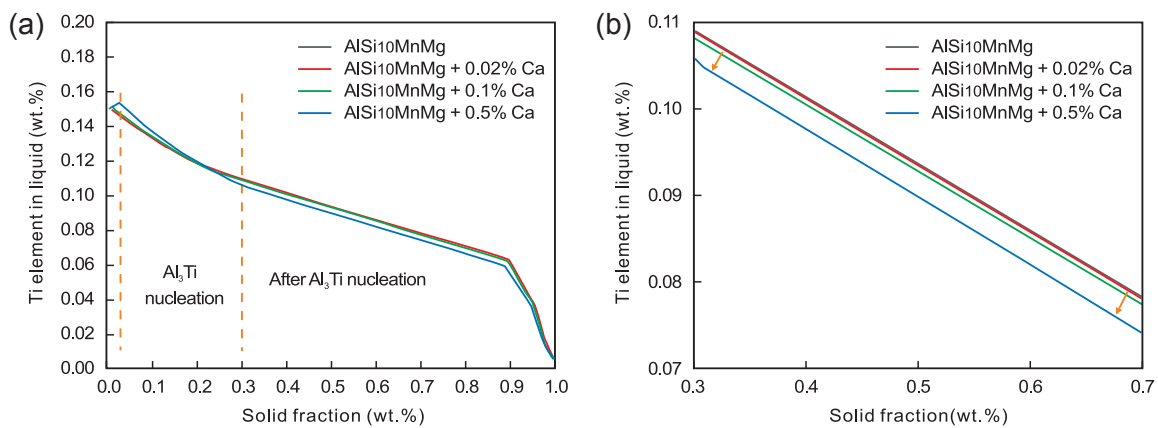 (a)
Ti element in liquid (wt.%)
0.20
0.18
0.16
0.14
0.12
0.10
0.08
0.06
0.04
0.02
0.00
AlSi10MnMg
AlSi10MnMg + 0.02% Ca
AlSi10MnMg + 0.1% Ca
AlSi10MnMg + 0.5% Ca
Al₃Ti
nucleation
After Al₃Ti nucleation
0.0 0.1 0.2 0.3 0.4 0.5 0.6 0.7 0.8 0.9 1.0
Solid fraction (wt.%)
(b)
Ti element in liquid (wt.%)
0.11
0.10
0.09
0.08
0.07
AlSi10MnMg
AlSi10MnMg + 0.02% Ca
AlSi10MnMg + 0.1% Ca
AlSi10MnMg + 0.5% Ca
0.3 0.4 0.5 0.6 0.7
Solid fraction(wt.%)